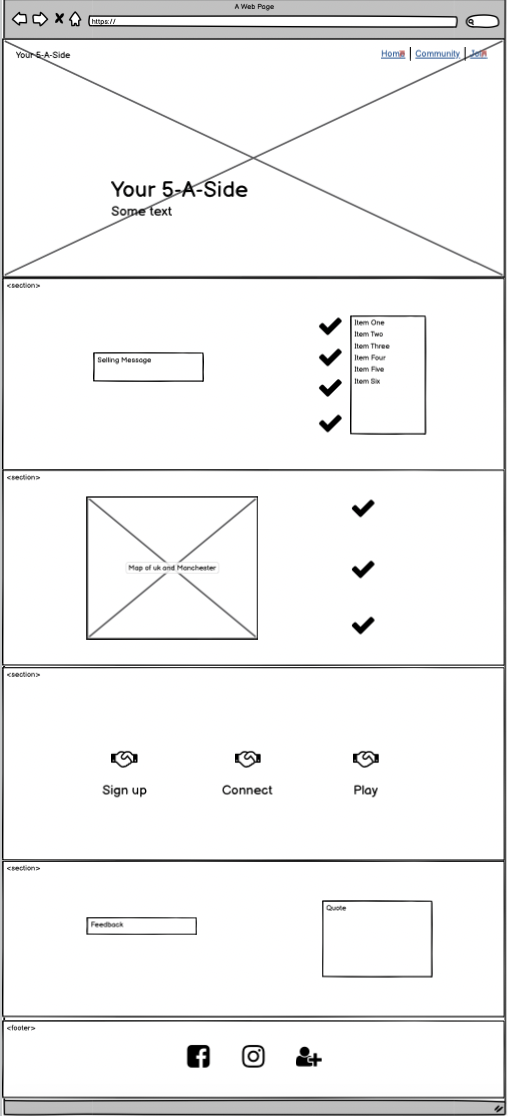 A Web Page
https://
Your 5-A-Side
Home Community Join
Your 5-A-Side
Some text
<section>
Selling Message
Item One
Item Two
Item Three
Item Four
Item Five
Item Six
<section>
Map of uk and Manchester
<section>
Sign up Connect Play
<section>
Feedback
Quote
<footer>